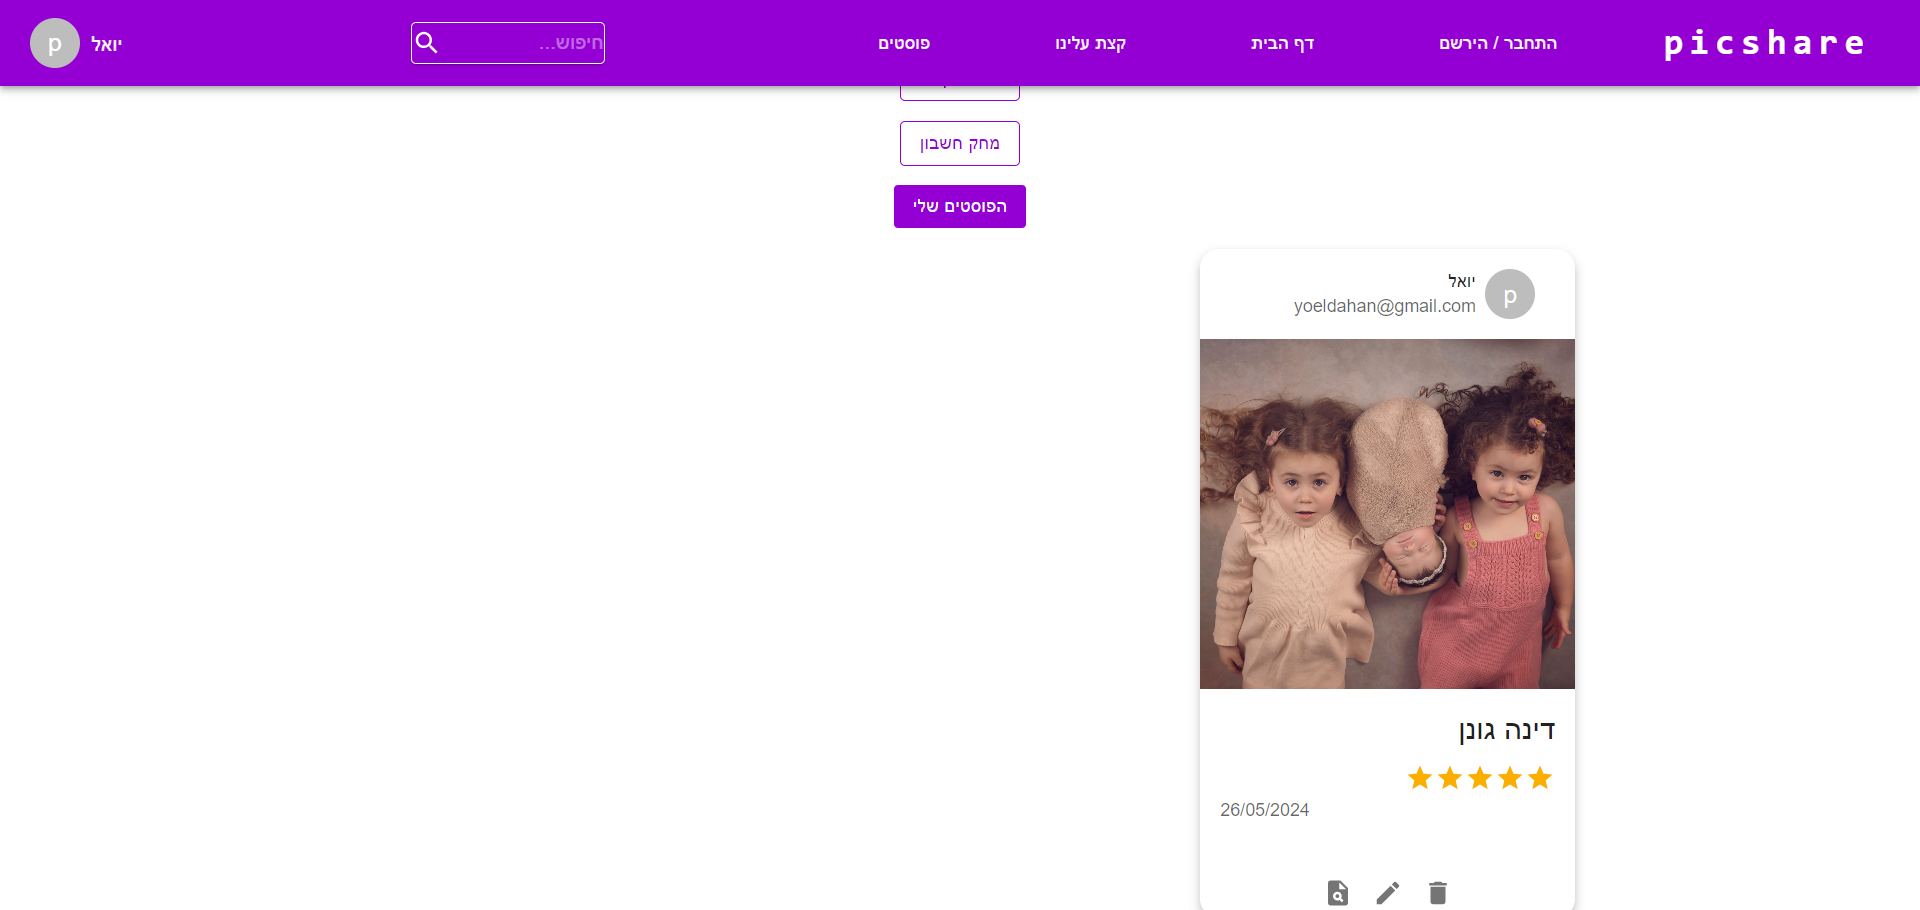 picshare
התחבר / הירשם
דף הבית
קצת עלינו
פוסטים
חיפוש...
יואל
p
מחק חשבון
הפוסטים שלי
p
יואל
yoeldahan@gmail.com
דינה גונן
26/05/2024